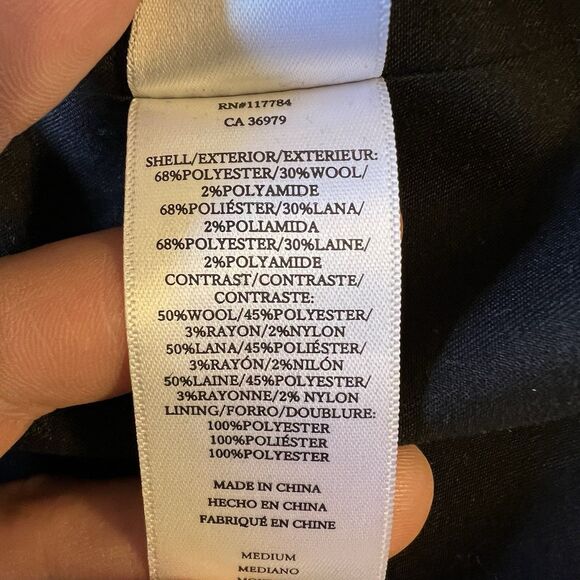 RN#117784
CA 36979
SHELL/EXTERIOR/EXTERIEUR:
68%POLYESTER/30%WOOL/
2%POLYAMIDE
68%POLIÉSTER/30%LANA/
2%POLIAMIDA
68%POLYESTER/30%LAINE/
2%POLYAMIDE
CONTRAST/CONTRASTE/
CONTRASTE:
50%WOOL/45%POLYESTER/
3%RAYON/2%NYLON
50%LANA/45%POLIÉSTER/
3%RAYÓN/2%NILÓN
50%LAINE/45%POLYESTER/
3%RAYONNE/2% NYLON
LINING/FORRO/DOUBLURE:
100%POLYESTER
100%POLIÉSTER
100%POLYESTER
MADE IN CHINA
HECHO EN CHINA
FABRIQUÉ EN CHINE
MEDIUM
MEDIANO